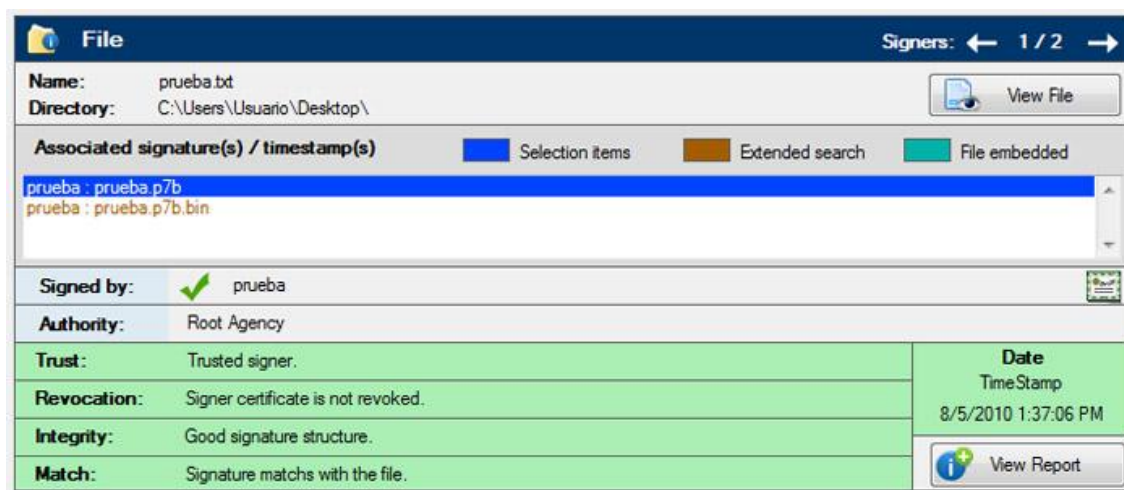 File
Signers: 1 / 2
Name: prueba.txt
Directory: C:\Users\Usuario\Desktop\
View File
Associated signature(s) / timestamp(s)
Selection items
Extended search
File embedded
prueba : prueba.p7b
prueba : prueba.p7b.bin
Signed by: prueba
Authority: Root Agency
Trust: Trusted signer.
Revocation: Signer certificate is not revoked.
Integrity: Good signature structure.
Match: Signature matchs with the file.
Date
TimeStamp
8/5/2010 1:37:06 PM
View Report